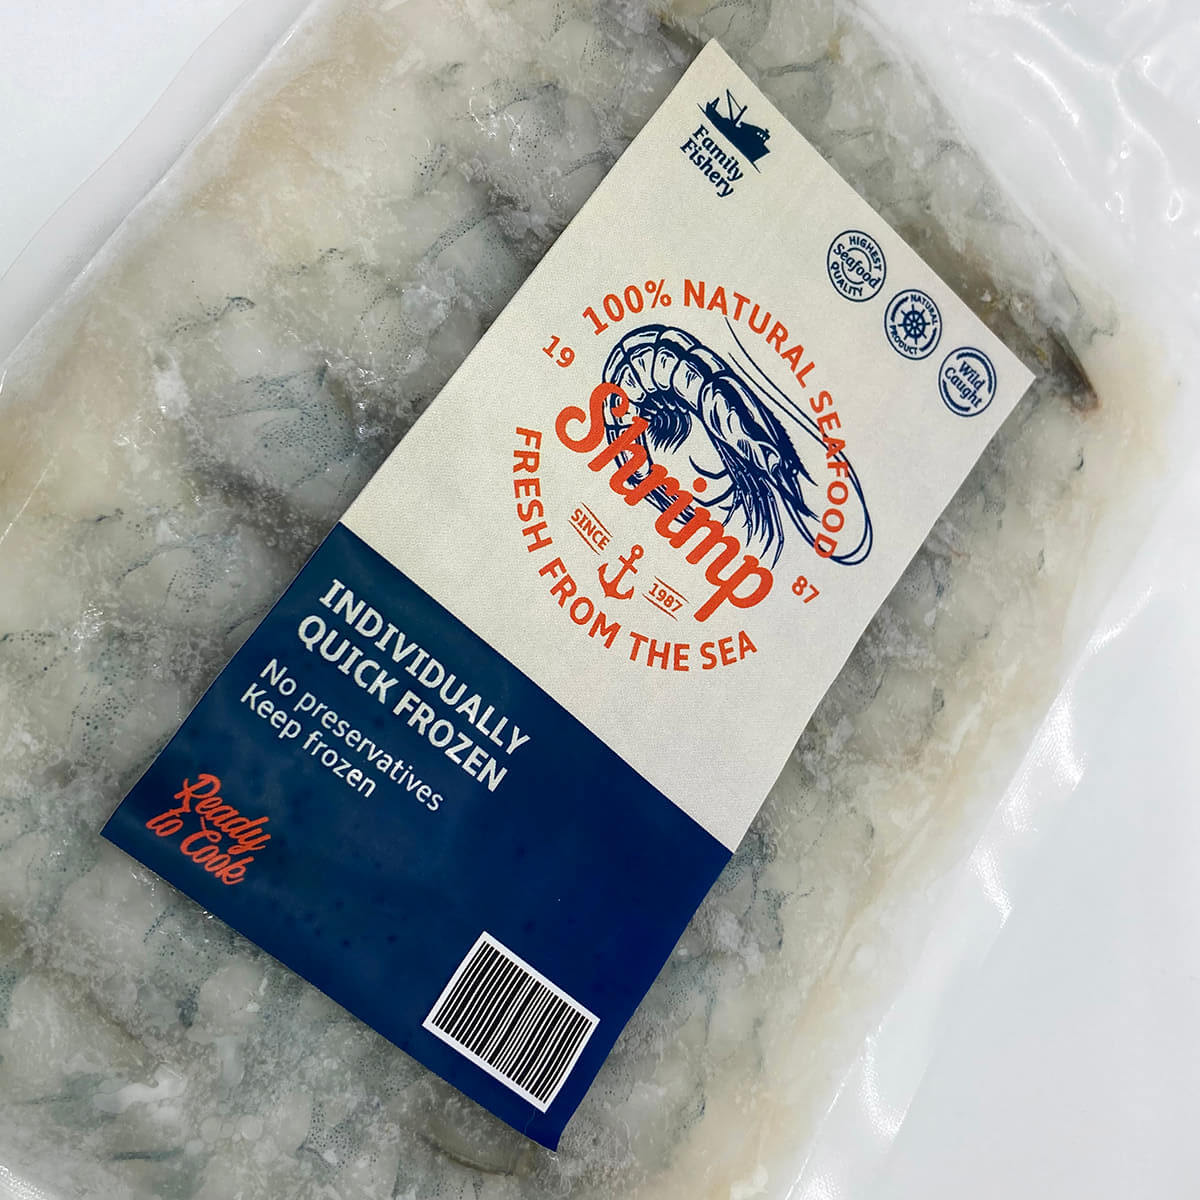 Family
Fishery
HIGHEST
Seafood
QUALITY
NATURAL
PRODUCT
Wild
Caught
100% NATURAL SEAFOOD
19
87
Shrimp
SINCE
1987
FRESH FROM THE SEA
INDIVIDUALLY
QUICK FROZEN
No preservatives
Keep frozen
Ready
to Cook